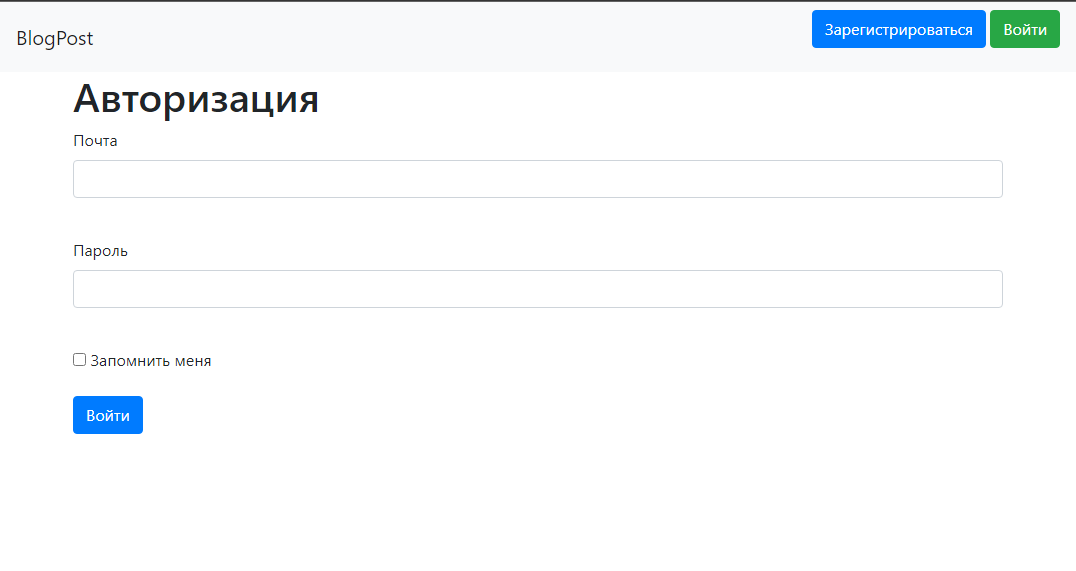 BlogPost
Зарегистрироваться
Войти
Авторизация
Почта
Пароль
Запомнить меня
Войти